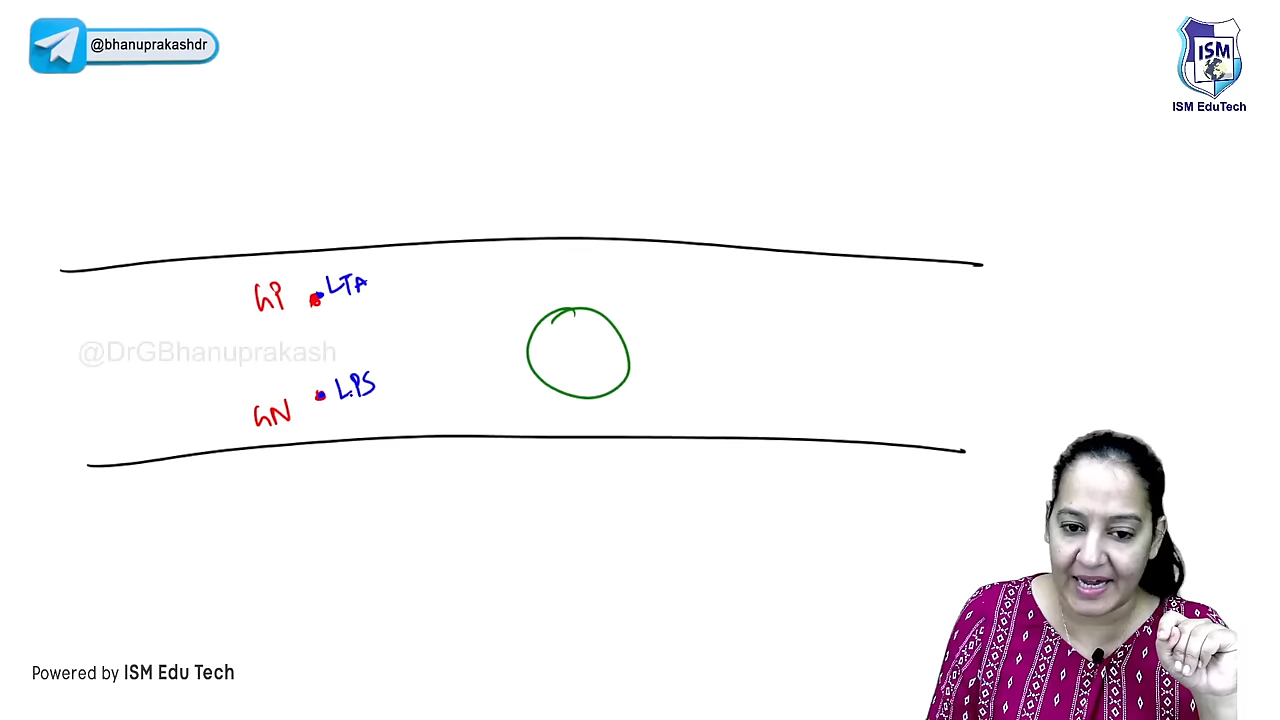 @bhanuprakashdr
ISM
ISM EduTech
GP LTA
@DrGBhanuprakash
GN LPS
Powered by ISM Edu Tech